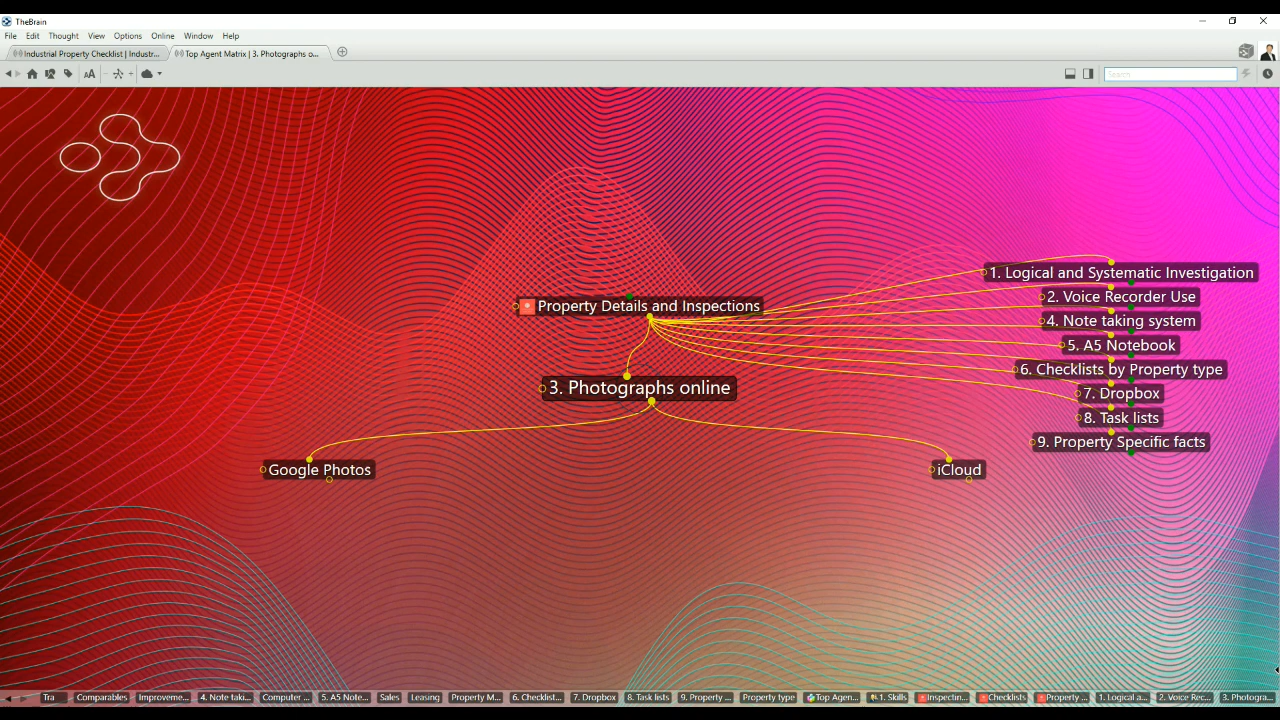 TheBrain
File Edit Thought View Options Online Window Help
Industrial Property Checklist | Industr... Top Agent Matrix | 3. Photographs o...
AA Search
1. Logical and Systematic Investigation
2. Voice Recorder Use
Property Details and Inspections
4. Note taking system
5. A5 Notebook
6. Checklists by Property type
3. Photographs online
7. Dropbox
8. Task lists
9. Property Specific facts
Google Photos
iCloud
Tra Comparables Improveme... 4. Note taki... Computer ... 5. A5 Note... Sales Leasing Property M... 6. Checklist... 7. Dropbox 8. Task lists 9. Property ... Property type Top Agen... 1. Skills Inspectin... Checklists Property ... 1. Logical a... 2. Voice Rec... 3. Photogra...